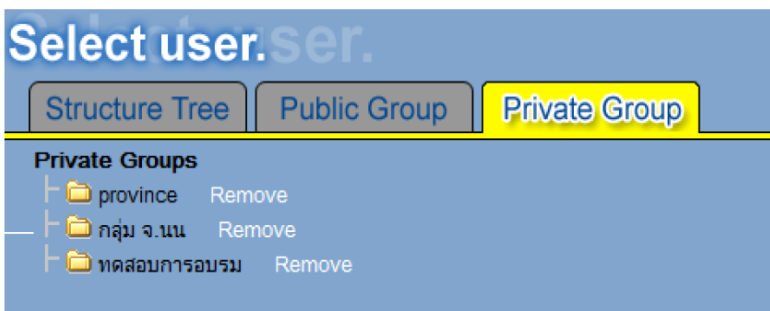 Select user.
Structure Tree Public Group Private Group
Private Groups
province Remove
กลุ่ม จ.นน Remove
ทดสอบการอบรม Remove